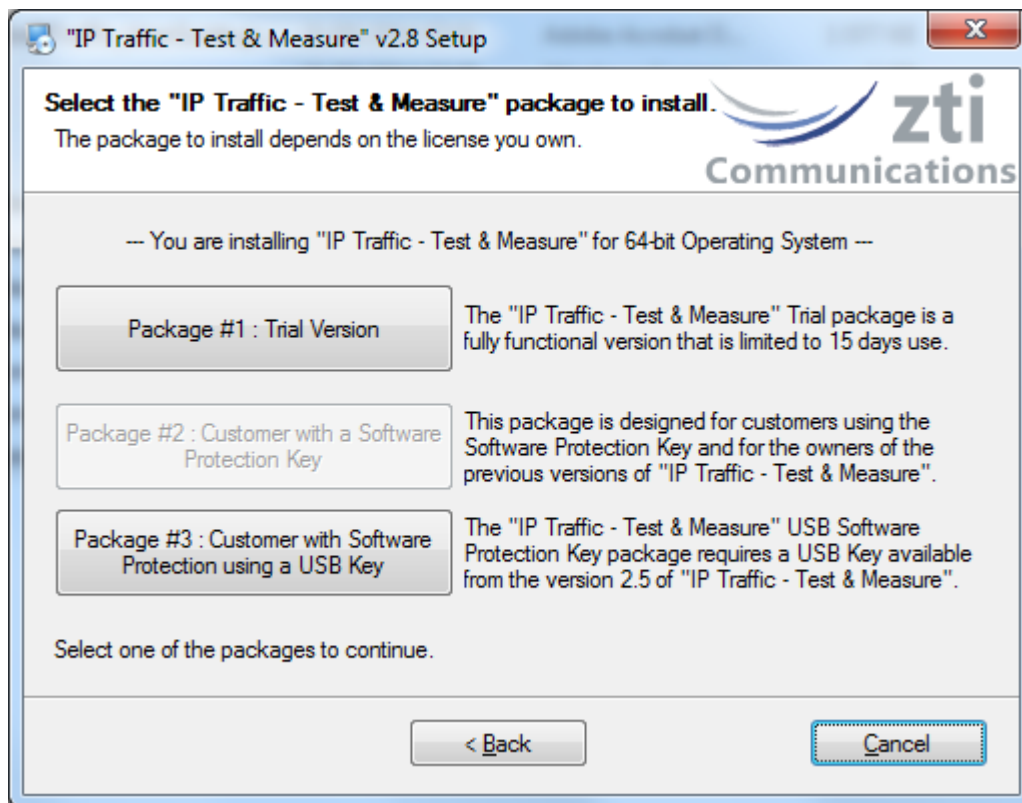 "IP Traffic - Test & Measure" v2.8 Setup
Select the "IP Traffic - Test & Measure" package to install.
The package to install depends on the license you own.
zti
Communications
--- You are installing "IP Traffic - Test & Measure" for 64-bit Operating System ---
Package #1 : Trial Version
The "IP Traffic - Test & Measure" Trial package is a
fully functional version that is limited to 15 days use.
Package #2 : Customer with a Software
Protection Key
This package is designed for customers using the
Software Protection Key and for the owners of the
previous versions of "IP Traffic - Test & Measure".
Package #3 : Customer with Software
Protection using a USB Key
The "IP Traffic - Test & Measure" USB Software
Protection Key package requires a USB Key available
from the version 2.5 of "IP Traffic - Test & Measure".
Select one of the packages to continue.
< Back
Cancel